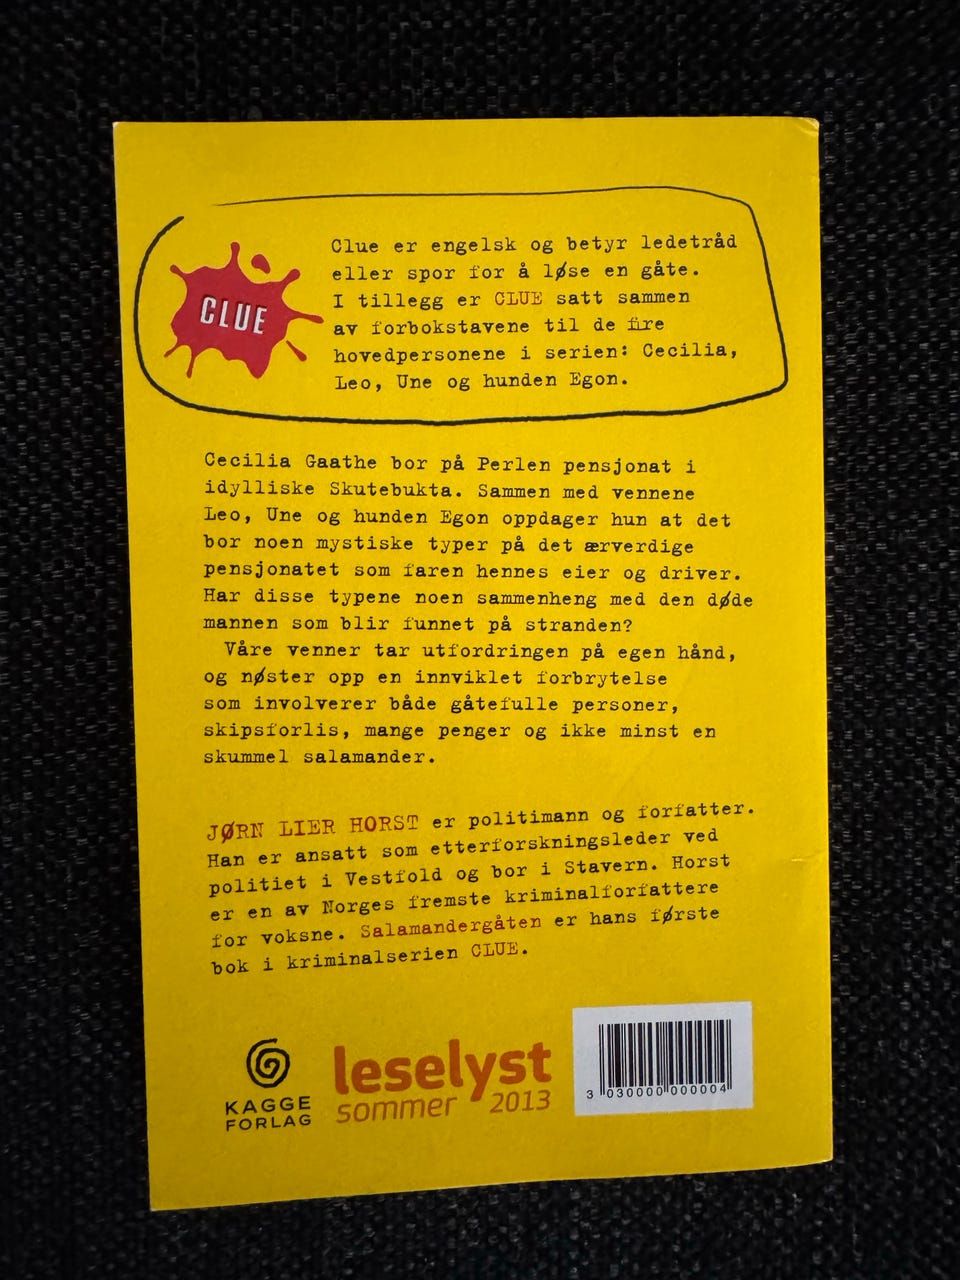 CLUE
Clue er engelsk og betyr ledetråd
eller spor for å løse en gåte.
I tillegg er CLUE satt sammen
av forbokstavene til de fire
hovedpersonene i serien: Cecilia,
Leo, Une og hunden Egon.
Cecilia Gaathe bor på Perlen pensjonat i
idylliske Skutebukta. Sammen med vennene
Leo, Une og hunden Egon oppdager hun at det
bor noen mystiske typer på det ærverdige
pensjonatet som faren hennes eier og driver.
Har disse typene noen sammenheng med den døde
mannen som blir funnet på stranden?
Våre venner tar utfordringen på egen hånd,
og nøster opp en innviklet forbrytelse
som involverer både gåtefulle personer,
skipsforlis, mange penger og ikke minst en
skummel salamander.
JØRN LIER HORST er politimann og forfatter.
Han er ansatt som etterforskningsleder ved
politiet i Vestfold og bor i Stavern. Horst
er en av Norges fremste kriminalforfattere
for voksne. Salamandergåten er hans første
bok i kriminalserien CLUE.
KAGGE
FORLAG
leselyst
sommer 2013
3 030000 000004